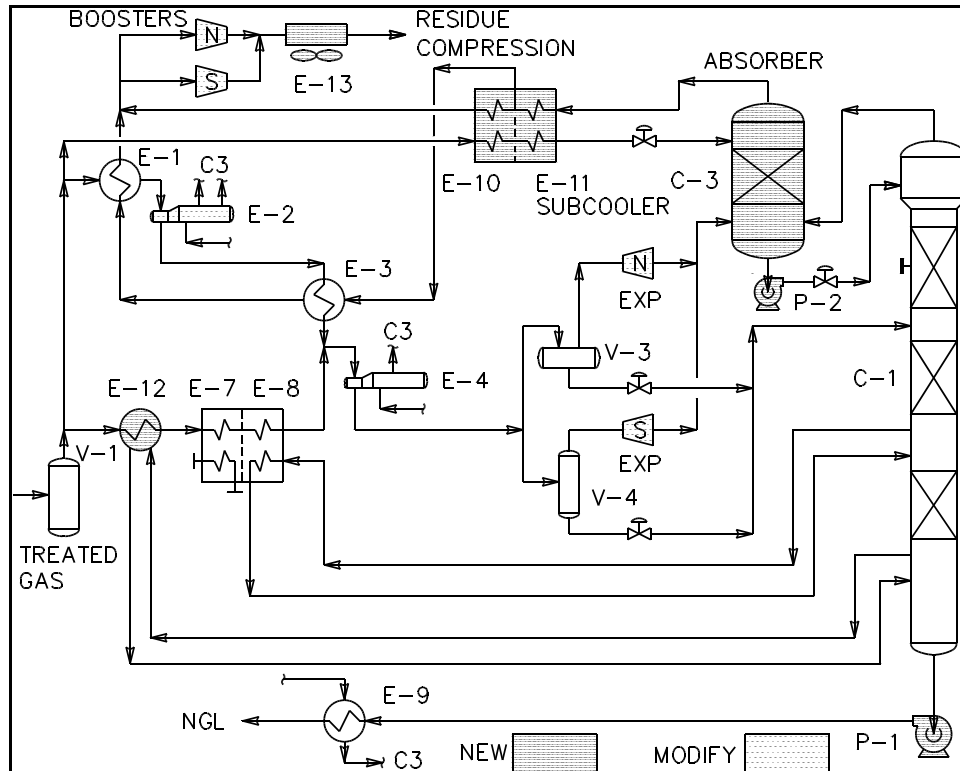 BOOSTERS
N
RESIDUE
COMPRESSION
S
E-13
ABSORBER
E-1
C3
E-10
E-11
SUBCOOLER
C-3
E-2
E-3
N
EXP
P-2
C3
V-3
E-4
C-1
E-12
E-7
E-8
S
EXP
V-1
V-4
TREATED
GAS
E-9
NGL
C3
NEW
MODIFY
P-1